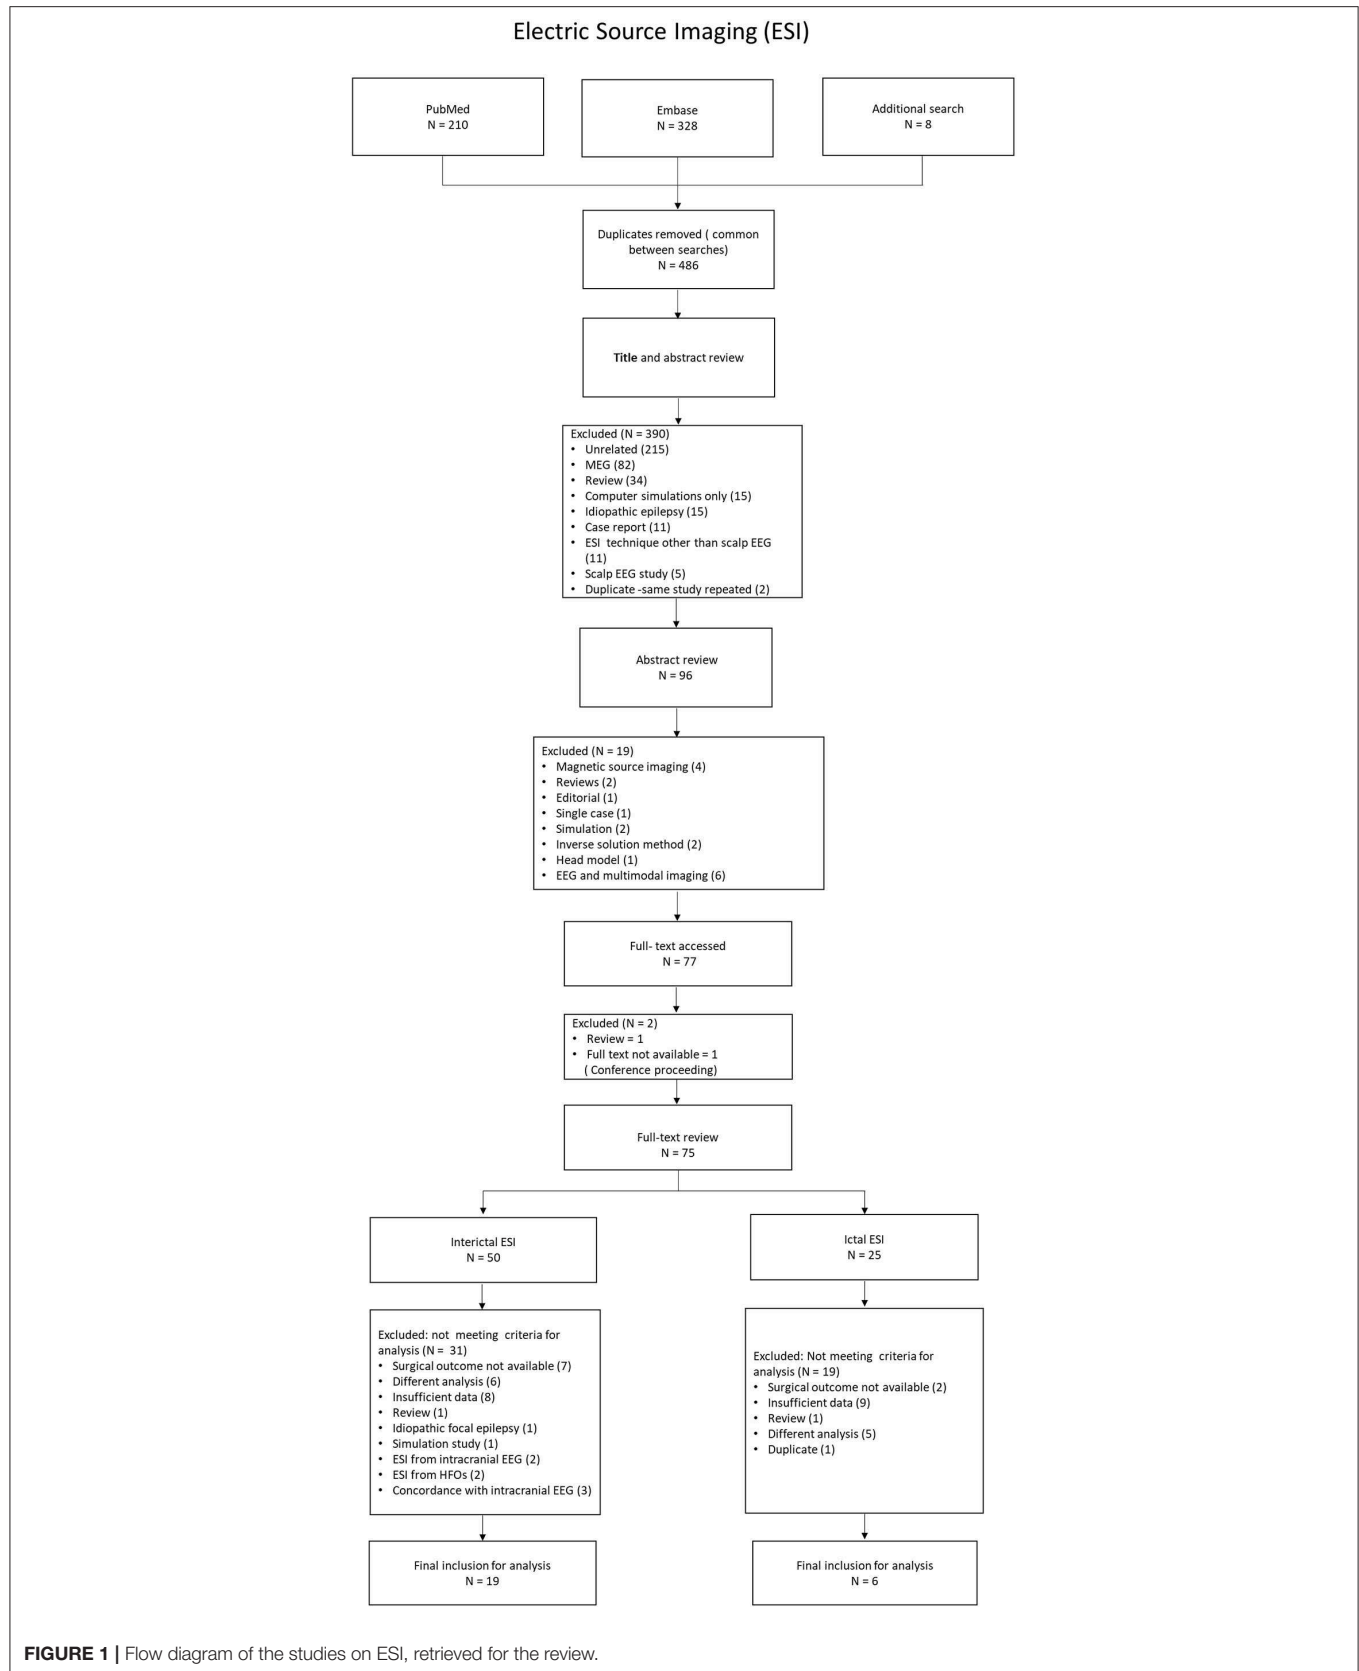 Electric Source Imaging (ESI)
PubMed
N = 210
Embase
N = 328
Additional search
N = 8
Duplicates removed ( common
between searches)
N = 486
Title and abstract review
Excluded (N = 390)
• Unrelated (215)
• MEG (82)
• Review (34)
• Computer simulations only (15)
• Idiopathic epilepsy (15)
• Case report (11)
• ESI technique other than scalp EEG
(11)
• Scalp EEG study (5)
• Duplicate -same study repeated (2)
Abstract review
N = 96
Excluded (N = 19)
• Magnetic source imaging (4)
• Reviews (2)
• Editorial (1)
• Single case (1)
• Simulation (2)
• Inverse solution method (2)
• Head model (1)
• EEG and multimodal imaging (6)
Full- text accessed
N = 77
Excluded (N = 2)
• Review = 1
• Full text not available = 1
( Conference proceeding)
Full-text review
N = 75
Interictal ESI
N = 50
Ictal ESI
N = 25
Excluded: not meeting criteria for
analysis (N = 31)
• Surgical outcome not available (7)
• Different analysis (6)
• Insufficient data (8)
• Review (1)
• Idiopathic focal epilepsy (1)
• Simulation study (1)
• ESI from intracranial EEG (2)
• ESI from HFOs (2)
• Concordance with intracranial EEG (3)
Excluded: Not meeting criteria for
analysis (N = 19)
• Surgical outcome not available (2)
• Insufficient data (9)
• Review (1)
• Different analysis (5)
• Duplicate (1)
Final inclusion for analysis
N = 19
Final inclusion for analysis
N = 6
FIGURE 1 | Flow diagram of the studies on ESI, retrieved for the review.